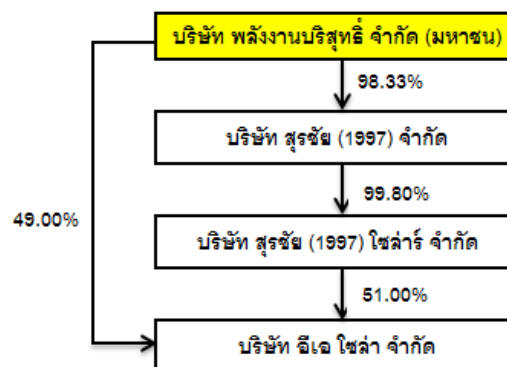 บริษัท พลังงานบริสุทธิ์ จำกัด (มหาชน)
98.33%
บริษัท สุรชัย (1997) จำกัด
99.80%
49.00%
บริษัท สุรชัย (1997) โซล่าร์ จำกัด
51.00%
บริษัท อีเอ โซล่า จำกัด